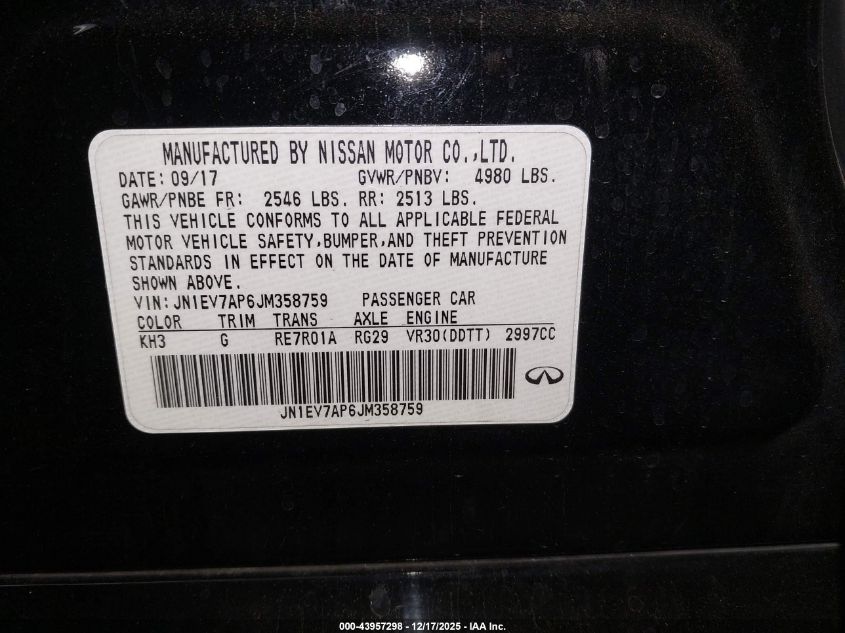 MANUFACTURED BY NISSAN MOTOR CO.,LTD.
DATE: 09/17 GVWR/PNBV: 4980 LBS.
GAWR/PNBE FR: 2546 LBS. RR: 2513 LBS.
THIS VEHICLE CONFORMS TO ALL APPLICABLE FEDERAL
MOTOR VEHICLE SAFETY,BUMPER,AND THEFT PREVENTION
STANDARDS IN EFFECT ON THE DATE OF MANUFACTURE
SHOWN ABOVE.
VIN: JN1EV7AP6JM358759 PASSENGER CAR
COLOR TRIM TRANS AXLE ENGINE
KH3 G RE7R01A RG29 VR30(DDTT) 2997CC
JN1EV7AP6JM358759
000-43957298 - 12/17/2025 - IAA Inc.